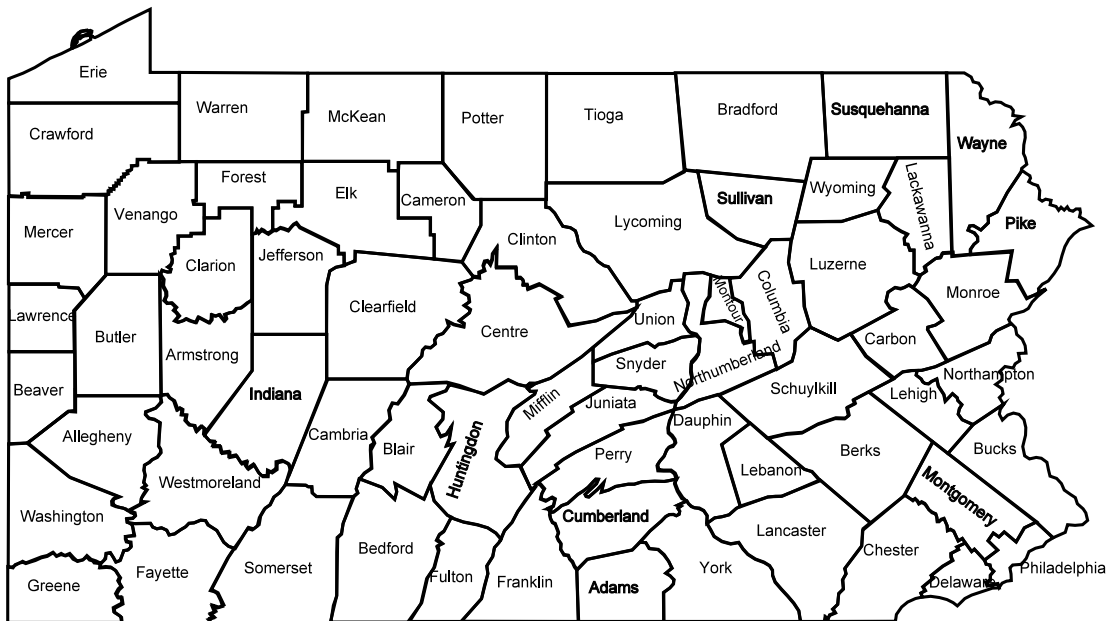 Erie
Warren
McKean
Potter
Tioga
Bradford
Susquehanna
Crawford
Wayne
Forest
Elk
Cameron
Sullivan
Wyoming
Lackawanna
Venango
Mercer
Lycoming
Pike
Clarion
Jefferson
Clinton
Luzerne
Monroe
Lawrence
Butler
Clearfield
Centre
Union
Montour
Columbia
Armstrong
Carbon
Beaver
Indiana
Snyder
Northumberland
Schuylkill
Northampton
Lehigh
Allegheny
Cambria
Blair
Huntingdon
Mifflin
Juniata
Dauphin
Perry
Lebanon
Berks
Bucks
Westmoreland
Montgomery
Washington
Cumberland
Lancaster
Bedford
Chester
Greene
Fayette
Somerset
Fulton
Franklin
Adams
York
Delaware
Philadelphia